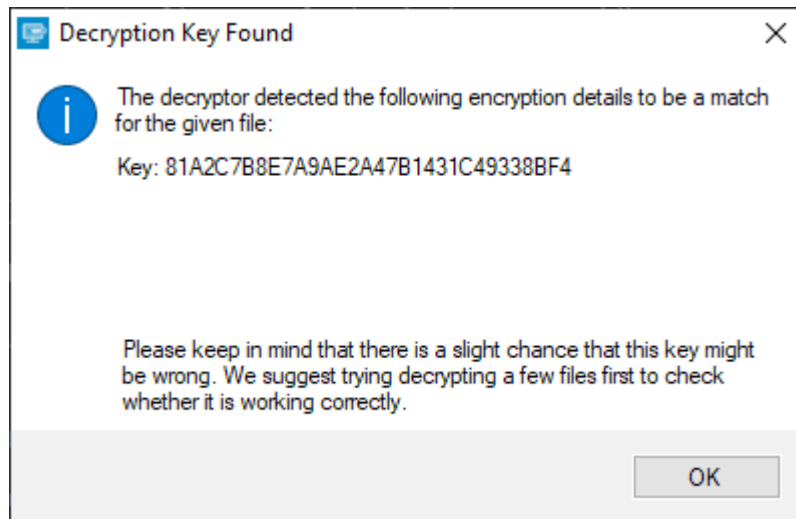 Decryption Key Found
The decryptor detected the following encryption details to be a match
for the given file:
Key: 81A2C7B8E7A9AE2A47B1431C49338BF4
Please keep in mind that there is a slight chance that this key might
be wrong. We suggest trying decrypting a few files first to check
whether it is working correctly.
OK